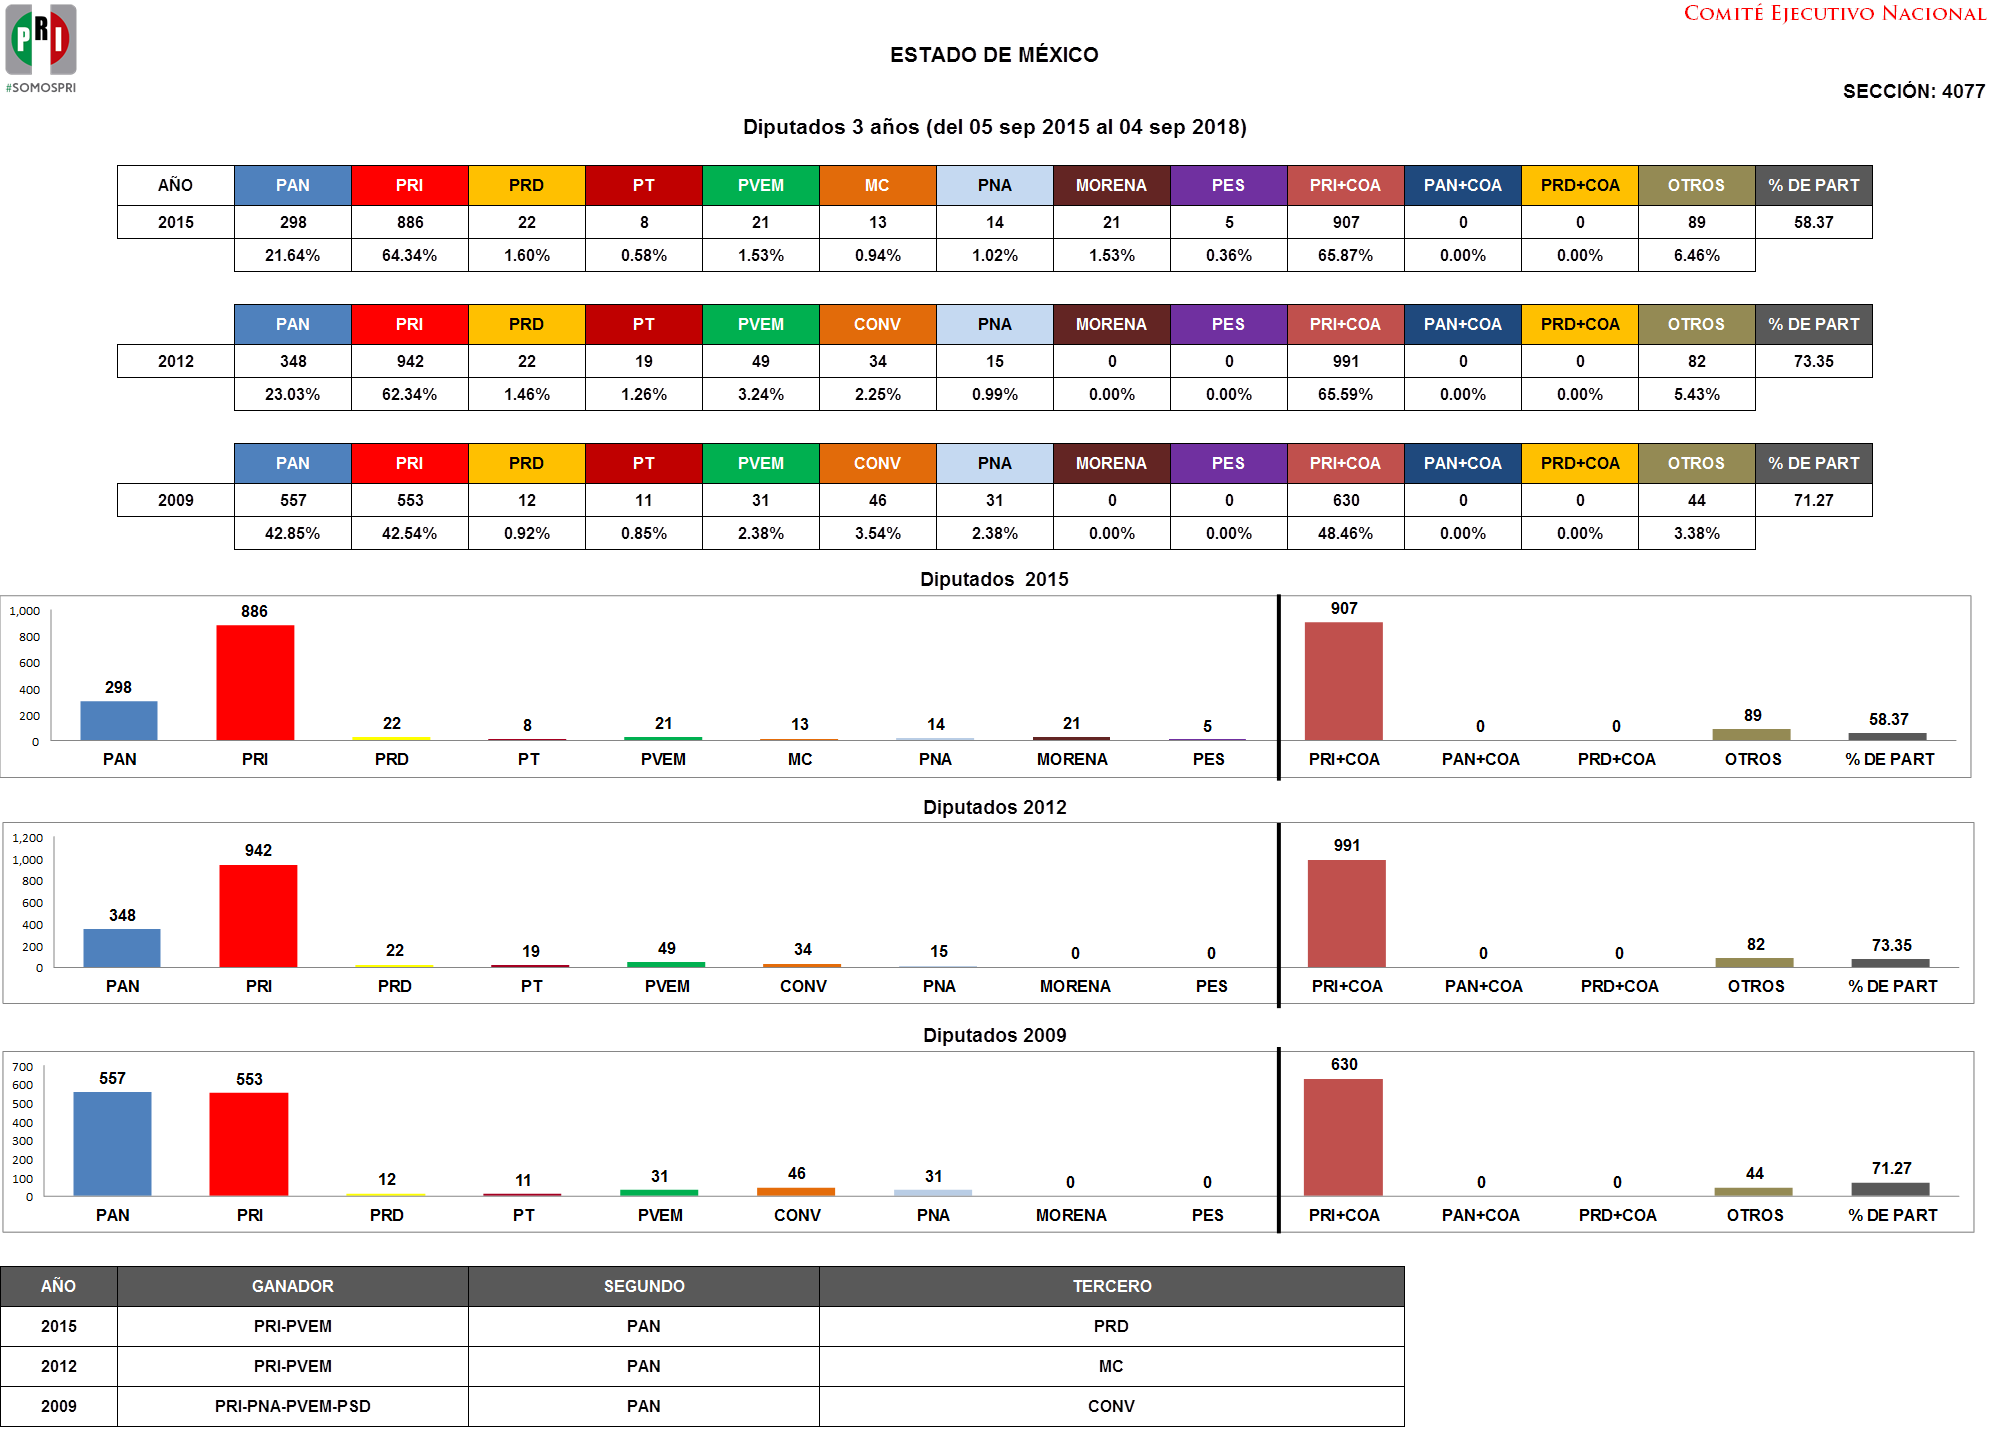 PRI
#SOMOSPRI
COMITÉ EJECUTIVO NACIONAL
ESTADO DE MÉXICO
SECCIÓN: 4077
Diputados 3 años (del 05 sep 2015 al 04 sep 2018)
AÑO PAN PRI PRD PT PVEM MC PNA MORENA PES PRI+COA PAN+COA PRD+COA OTROS % DE PART
2015 298 886 22 8 21 13 14 21 5 907 0 0 89 58.37
21.64% 64.34% 1.60% 0.58% 1.53% 0.94% 1.02% 1.53% 0.36% 65.87% 0.00% 0.00% 6.46%
PAN PRI PRD PT PVEM CONV PNA MORENA PES PRI+COA PAN+COA PRD+COA OTROS % DE PART
2012 348 942 22 19 49 34 15 0 0 991 0 0 82 73.35
23.03% 62.34% 1.46% 1.26% 3.24% 2.25% 0.99% 0.00% 0.00% 65.59% 0.00% 0.00% 5.43%
PAN PRI PRD PT PVEM CONV PNA MORENA PES PRI+COA PAN+COA PRD+COA OTROS % DE PART
2009 557 553 12 11 31 46 31 0 0 630 0 0 44 71.27
42.85% 42.54% 0.92% 0.85% 2.38% 3.54% 2.38% 0.00% 0.00% 48.46% 0.00% 0.00% 3.38%
Diputados 2015
1,000
800
600
400
200
0
298 886 22 8 21 13 14 21 5 907 0 0 89 58.37
PAN PRI PRD PT PVEM MC PNA MORENA PES PRI+COA PAN+COA PRD+COA OTROS % DE PART
Diputados 2012
1,200
1,000
800
600
400
200
0
348 942 22 19 49 34 15 0 0 991 0 0 82 73.35
PAN PRI PRD PT PVEM CONV PNA MORENA PES PRI+COA PAN+COA PRD+COA OTROS % DE PART
Diputados 2009
700
600
500
400
300
200
100
0
557 553 12 11 31 46 31 0 0 630 0 0 44 71.27
PAN PRI PRD PT PVEM CONV PNA MORENA PES PRI+COA PAN+COA PRD+COA OTROS % DE PART
AÑO GANADOR SEGUNDO TERCERO
2015 PRI-PVEM PAN PRD
2012 PRI-PVEM PAN MC
2009 PRI-PNA-PVEM-PSD PAN CONV